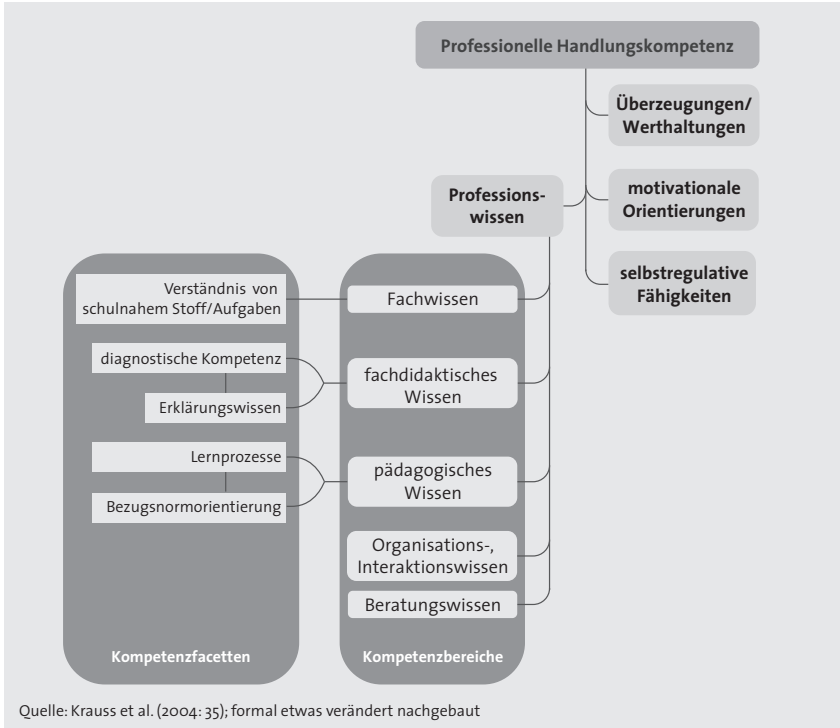 Professionelle Handlungskompetenz
Überzeugungen/
Werthaltungen
Professions-
wissen
motivationale
Orientierungen
selbstregulative
Fähigkeiten
Verständnis von
schulnahem Stoff/Aufgaben
Fachwissen
diagnostische Kompetenz
Erklärungswissen
fachdidaktisches
Wissen
Lernprozesse
Bezugsnormorientierung
pädagogisches
Wissen
Organisations-,
Interaktionswissen
Beratungswissen
Kompetenzfacetten
Kompetenzbereiche
Quelle: Krauss et al. (2004: 35); formal etwas verändert nachgebaut